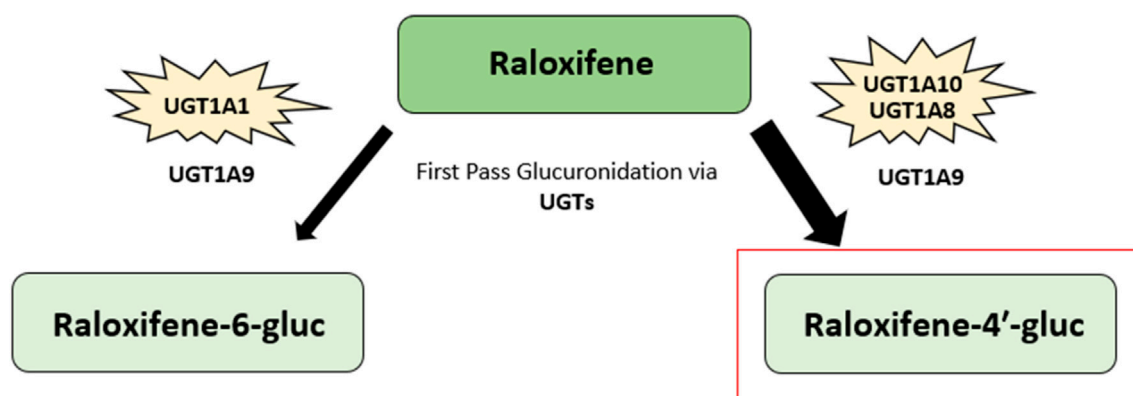 Raloxifene
UGT1A1
UGT1A9
First Pass Glucuronidation via
UGTs
UGT1A10
UGT1A8
UGT1A9
Raloxifene-6-gluc
Raloxifene-4′-gluc